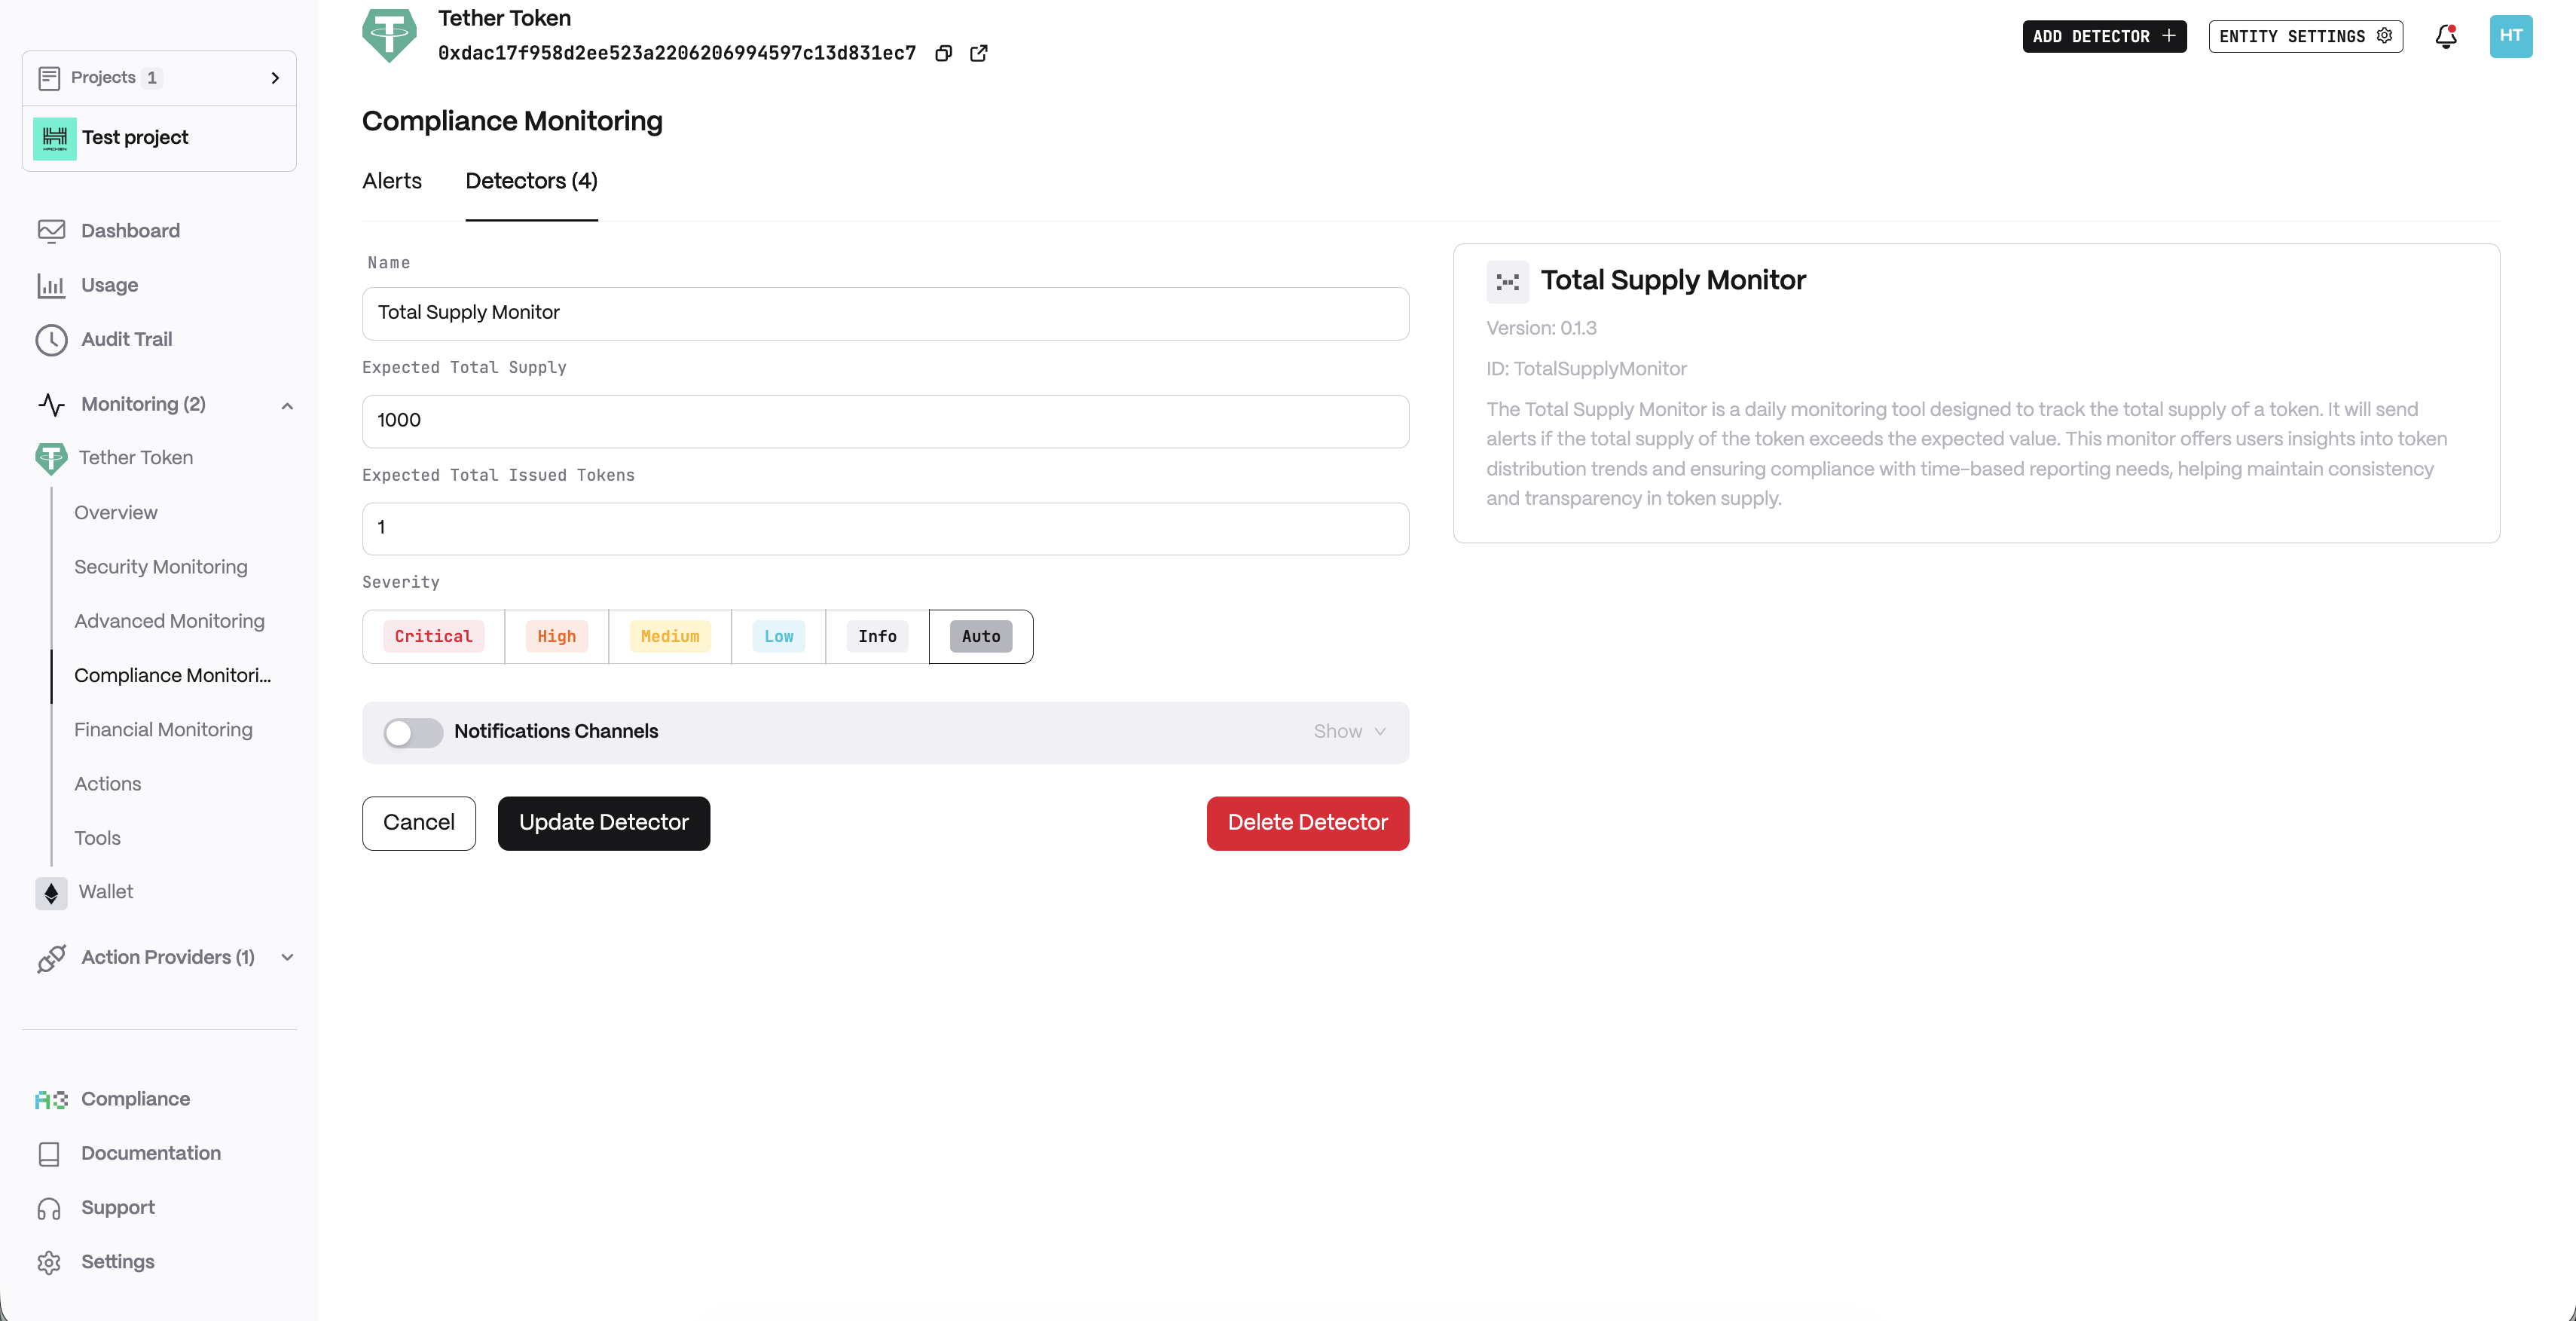 Projects 1
Test project
Dashboard
Usage
Audit Trail
Monitoring (2)
Tether Token
Overview
Security Monitoring
Advanced Monitoring
Compliance Monitori...
Financial Monitoring
Actions
Tools
Wallet
Action Providers (1)
Compliance
Documentation
Support
Settings
Tether Token
0xdac17f958d2ee523a2206206994597c13d831ec7
ADD DETECTOR
ENTITY SETTINGS
HT
Compliance Monitoring
Alerts
Detectors (4)
Name
Total Supply Monitor
Expected Total Supply
1000
Expected Total Issued Tokens
1
Severity
Critical
High
Medium
Low
Info
Auto
Notifications Channels
Show
Cancel
Update Detector
Delete Detector
Total Supply Monitor
Version: 0.1.3
ID: TotalSupplyMonitor
The Total Supply Monitor is a daily monitoring tool designed to track the total supply of a token. It will send
alerts if the total supply of the token exceeds the expected value. This monitor offers users insights into token
distribution trends and ensuring compliance with time-based reporting needs, helping maintain consistency
and transparency in token supply.